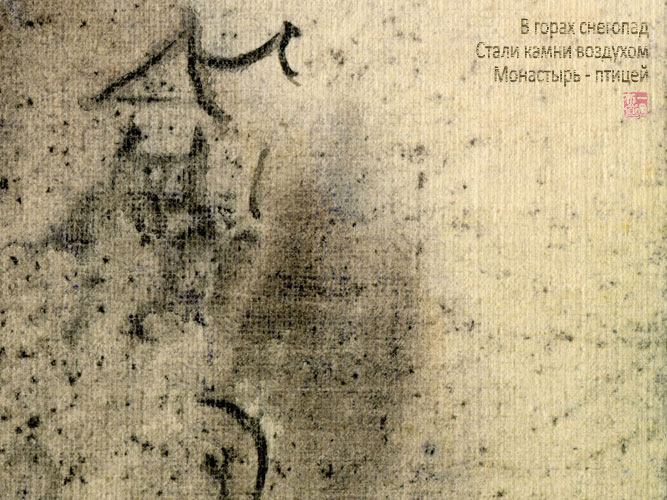 В горах снегопад
Стали камни воздухом
Монастырь - птицей